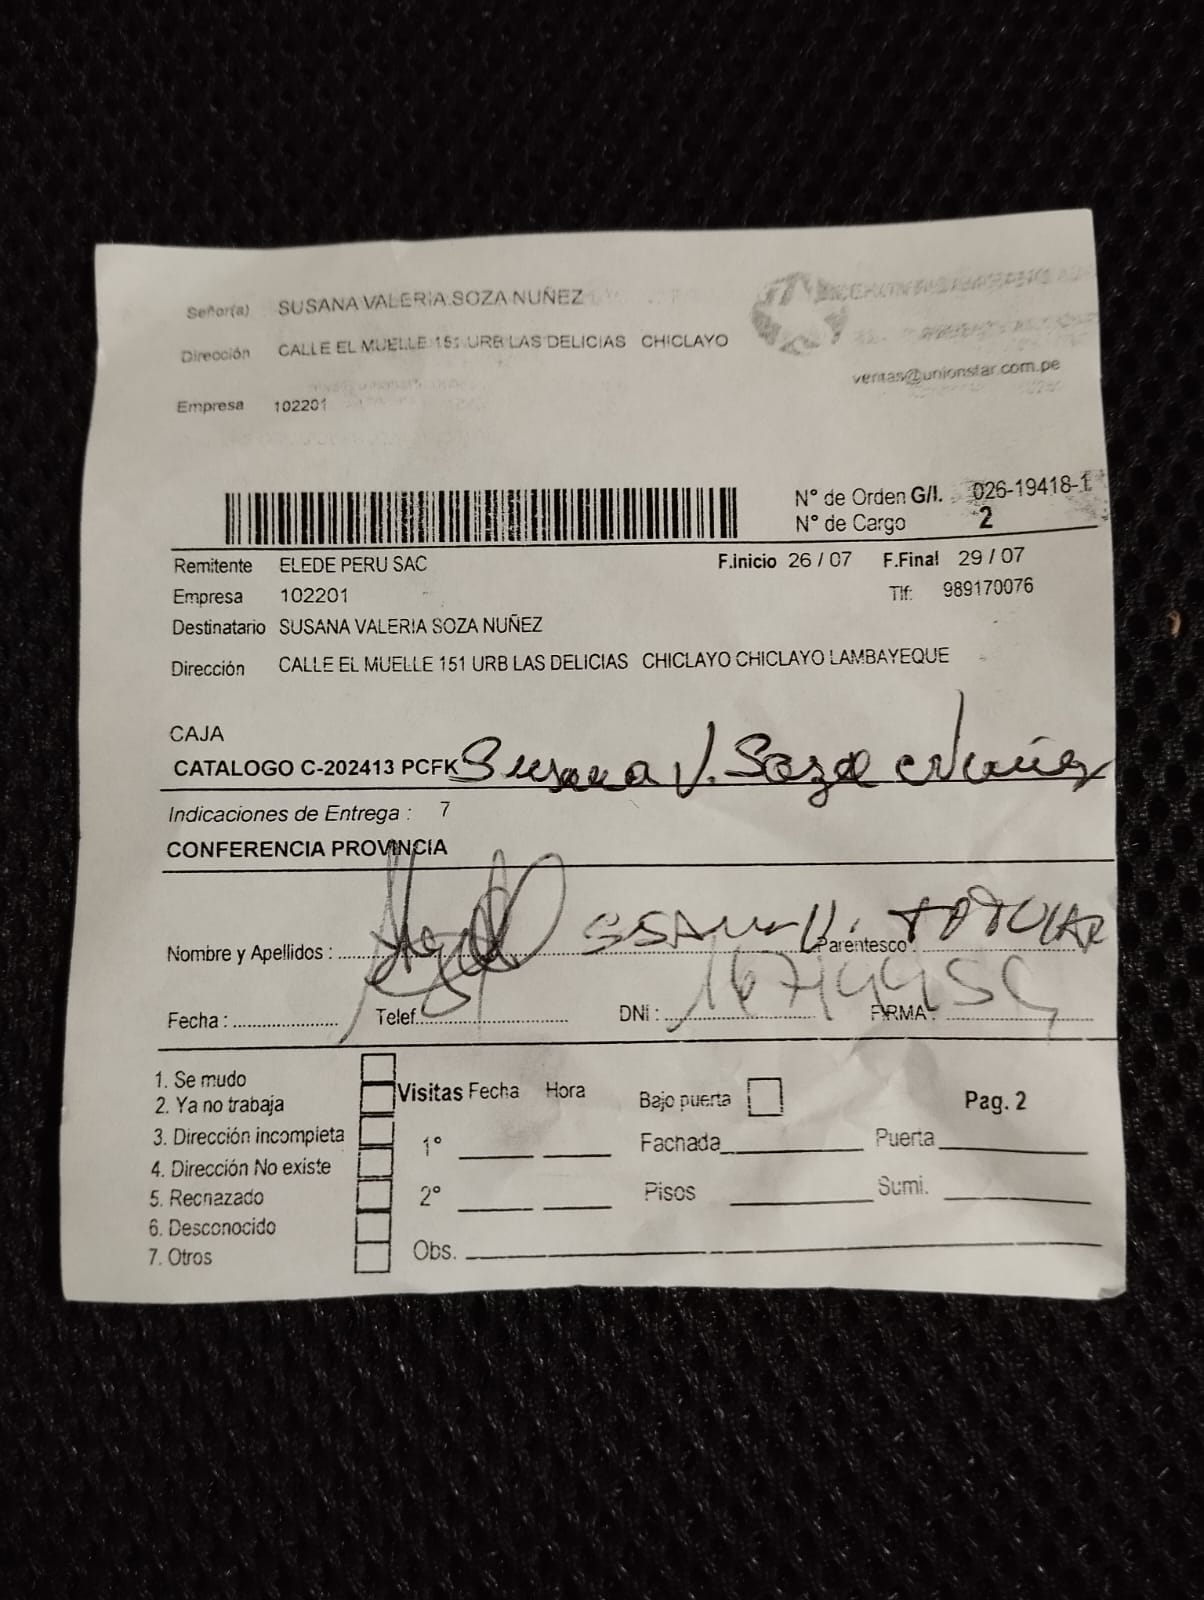 Señor(a) SUSANA VALERIA SOZA NUÑEZ
Dirección CALLE EL MUELLE 151 URB LAS DELICIAS CHICLAYO
ventas@unionstar.com.pe
Empresa 102201
N° de Orden G/I. 026-19418-1
N° de Cargo 2
Remitente ELEDE PERU SAC F.Inicio 26 / 07 F.Final 29 / 07
Empresa 102201 Tlf: 989170076
Destinatario SUSANA VALERIA SOZA NUÑEZ
Dirección CALLE EL MUELLE 151 URB LAS DELICIAS CHICLAYO CHICLAYO LAMBAYEQUE
CAJA
CATALOGO C-202413 PCFK Susana V. Soza Nuñez
Indicaciones de Entrega : 7
CONFERENCIA PROVINCIA
Nombre y Apellidos : Parentesco TITULAR
Fecha : Telef. DNI : FIRMA :
1. Se mudo
2. Ya no trabaja
3. Dirección incompleta
4. Dirección No existe
5. Rechazado
6. Desconocido
7. Otros
Visitas Fecha Hora Bajo puerta Pag. 2
1° Fachada Puerta
2° Pisos Sumi.
Obs.